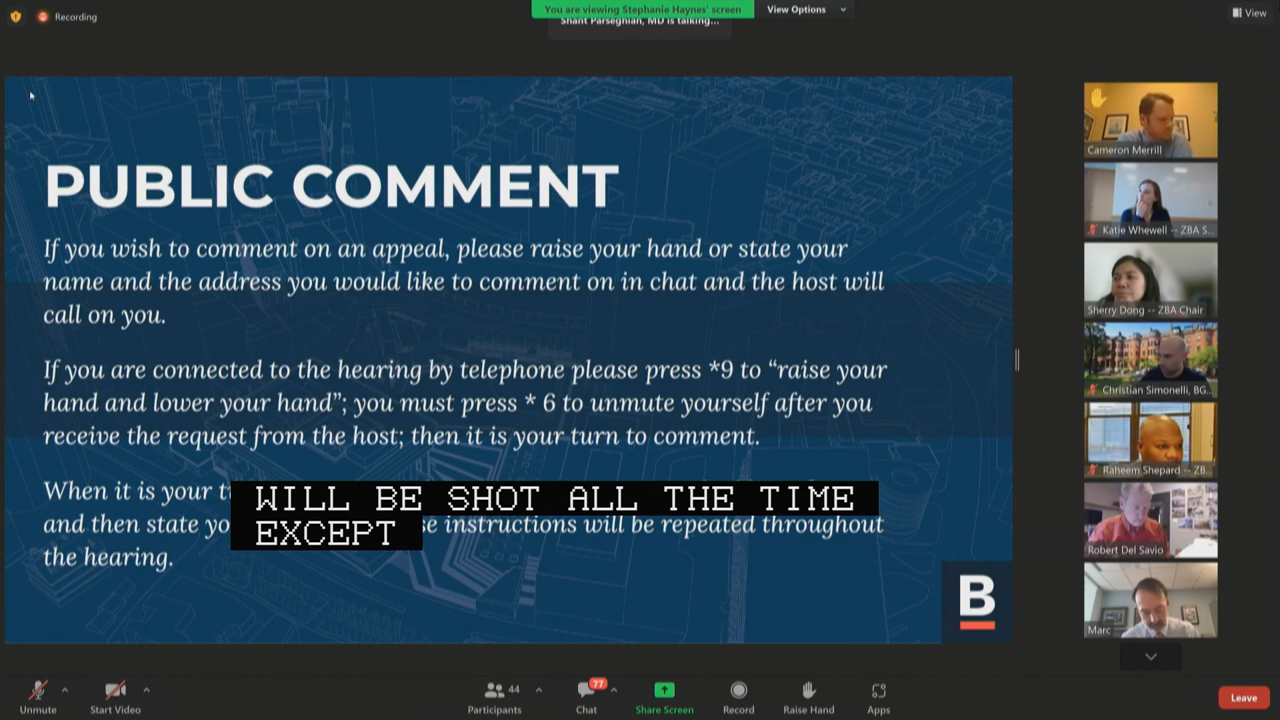 Recording
You are viewing Stephanie Haynes' screen
View Options
Shant Parseghian, MD is talking...
View
PUBLIC COMMENT
If you wish to comment on an appeal, please raise your hand or state your
name and the address you would like to comment on in chat and the host will
call on you.
If you are connected to the hearing by telephone please press *9 to “raise your
hand and lower your hand”; you must press * 6 to unmute yourself after you
receive the request from the host; then it is your turn to comment.
When it is your
and then state instructions will be repeated throughout
the hearing.
WILL BE SHOT ALL THE TIME
EXCEPT
B
Cameron Merrill
Katie Whewell -- ZBA S...
Sherry Dong -- ZBA Chair
Christian Simonelli, BG...
Raheem Shepard -- ZB...
Robert Del Savio
Marc
Unmute
Start Video
44
Participants
77
Chat
Share Screen
Record
Raise Hand
Apps
Leave